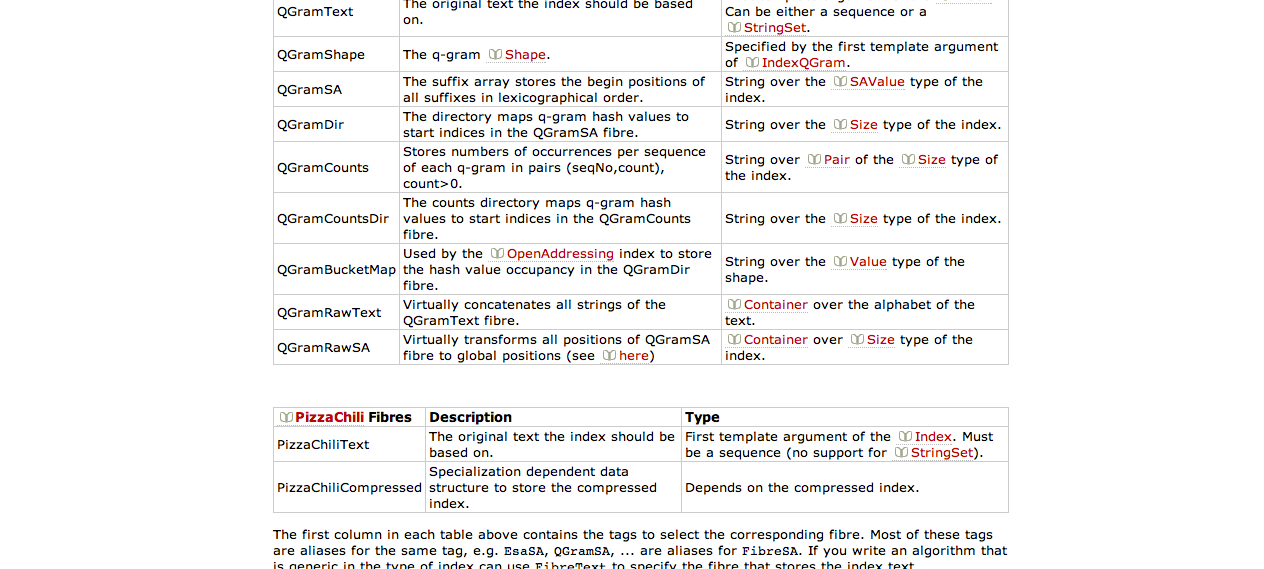 The original text the index should be based
QGramText
on.
Can be either a sequence or a
StringSet.
QGramShape
The q-gram Shape.
Specified by the first template argument
of IndexQGram.
QGramSA
The suffix array stores the begin positions of
all suffixes in lexicographical order.
String over the SAValue type of the
index.
QGramDir
The directory maps q-gram hash values to
start indices in the QGramSA fibre.
String over the Size type of the index.
QGramCounts
Stores numbers of occurrences per sequence
of each q-gram in pairs (seqNo,count),
count>0.
String over Pair of the Size type of
the index.
QGramCountsDir
The counts directory maps q-gram hash
values to start indices in the QGramCounts
fibre.
String over the Size type of the index.
QGramBucketMap
Used by the OpenAddressing index to store
the hash value occupancy in the QGramDir
fibre.
String over the Value type of the
shape.
QGramRawText
Virtually concatenates all strings of the
QGramText fibre.
Container over the alphabet of the
text.
QGramRawSA
Virtually transforms all positions of QGramSA
fibre to global positions (see here)
Container over Size type of the
index.
PizzaChili Fibres
Description
Type
PizzaChiliText
The original text the index should be
based on.
First template argument of the Index. Must
be a sequence (no support for StringSet).
PizzaChiliCompressed
Specialization dependent data
structure to store the compressed
index.
Depends on the compressed index.
The first column in each table above contains the tags to select the corresponding fibre. Most of these tags
are aliases for the same tag, e.g. EsaSA, QGramSA, ... are aliases for FibreSA. If you write an algorithm that
is generic in the type of index can use FibreText to specify the fibre that stores the index text.